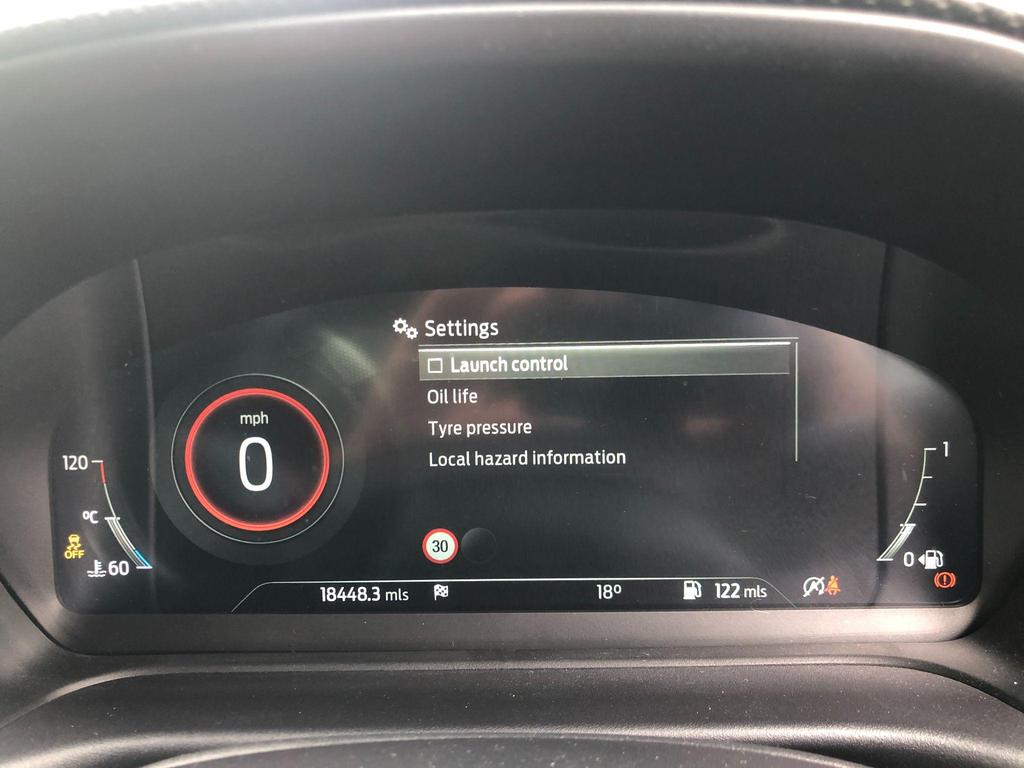 Settings
Launch control
Oil life
Tyre pressure
Local hazard information
mph
0
120
°C
60
OFF
1
0
30
18448.3 mls
18°
122 mls